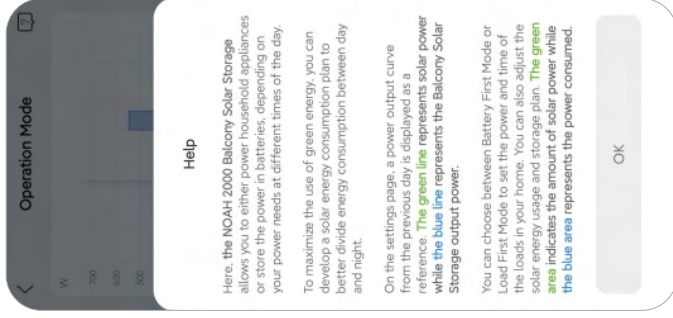 Operation Mode
?
W
700
600
500
Help
Here, the NOAH 2000 Balcony Solar Storage
allows you to either power household appliances
or store the power in batteries, depending on
your power needs at different times of the day.
To maximize the use of green energy, you can
develop a solar energy consumption plan to
better divide energy consumption between day
and night.
On the settings page, a power output curve
from the previous day is displayed as a
reference. The green line represents solar power
while the blue line represents the Balcony Solar
Storage output power.
You can choose between Battery First Mode or
Load First Mode to set the power and time of
the loads in your home. You can also adjust the
solar energy usage and storage plan. The green
area indicates the amount of solar power while
the blue area represents the power consumed.
OK